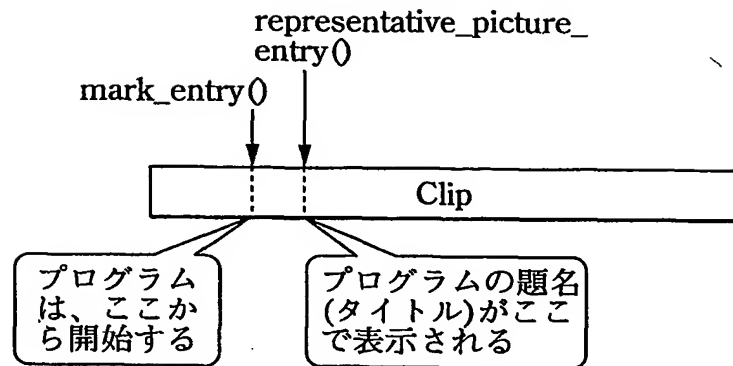 representative_picture_
entry()
mark_entry()
Clip
プログラム
は、ここか
ら開始する
プログラムの題名
(タイトル)がここ
で表示される